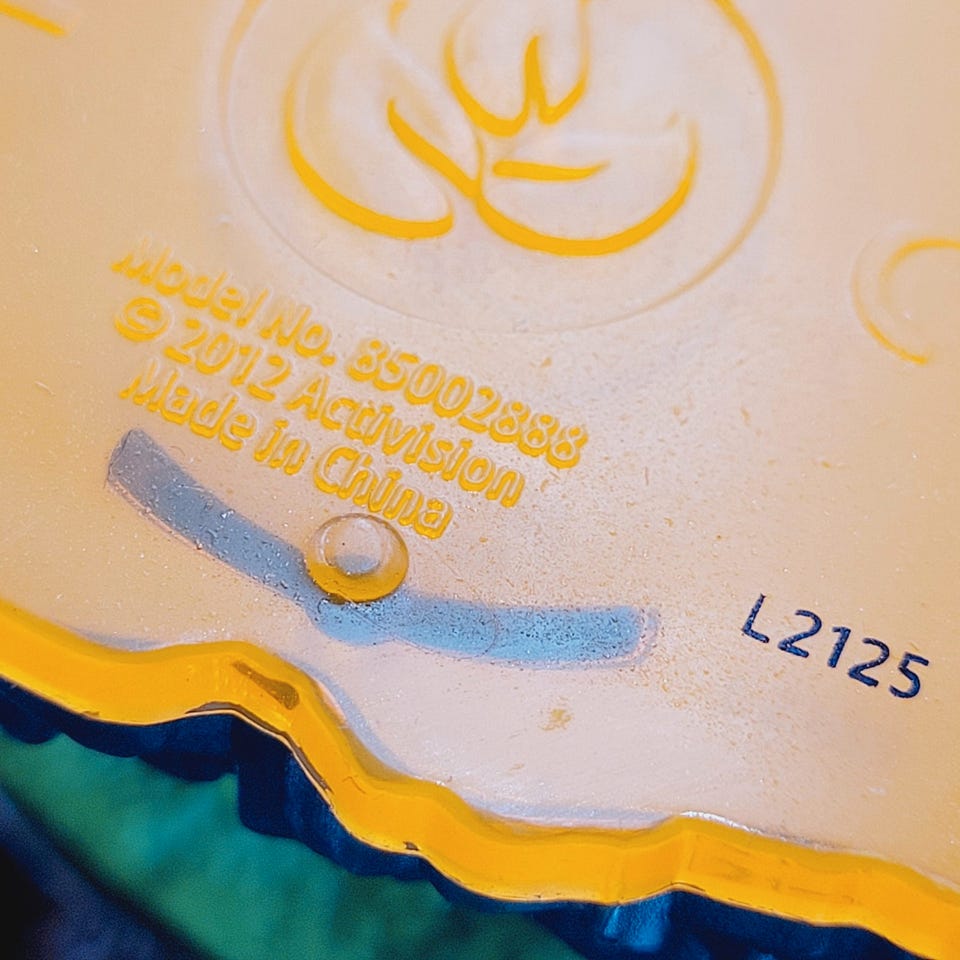 Model No. 85002888
© 2012 Activision
Made in China
L2125